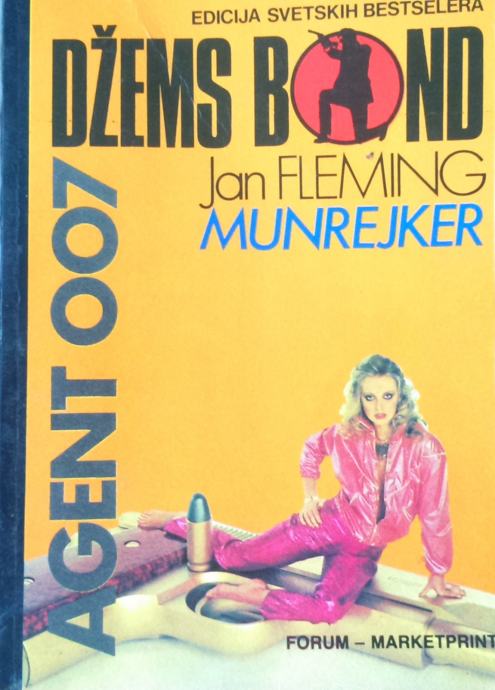 EDICIJA SVETSKIH BESTSELERA
DŽEMS BOND
Jan FLEMING
MUNREJKER
AGENT 007
FORUM – MARKETPRINT